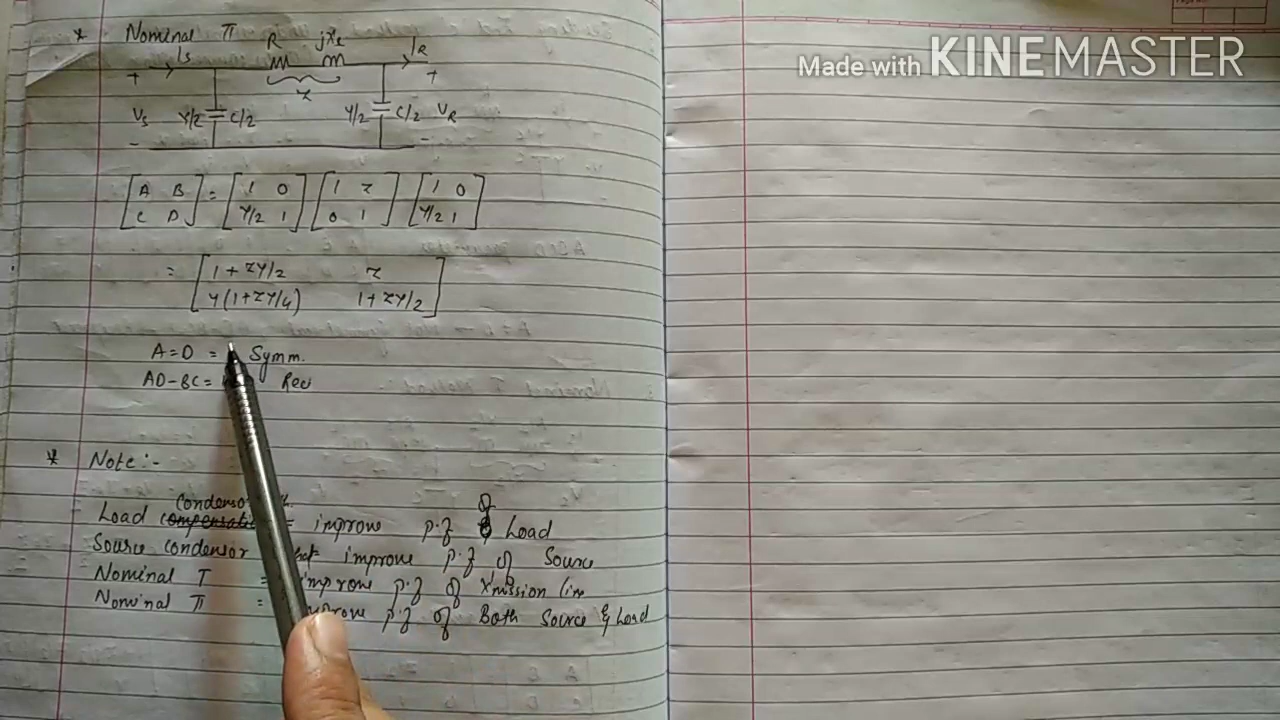 * Nominal π
Is R jXL IR
+ z +
Vs Y/2 C/2 Y/2 C/2 VR
- -
[A B C D] = [1 0 Y/2 1] [1 z 0 1] [1 0 Y/2 1]
= [1 + ZY/2 z
Y(1+ZY/4) 1+ZY/2]
A=D = Symm.
AD-BC= Rec
* Note :-
Condensor
Load = improve p.f of Load
Source condensor improve p.f of Source
Nominal T = improve p.f of Xmission line
Nominal π = improve p.f of Both Source & Load
Made with KINEMASTER